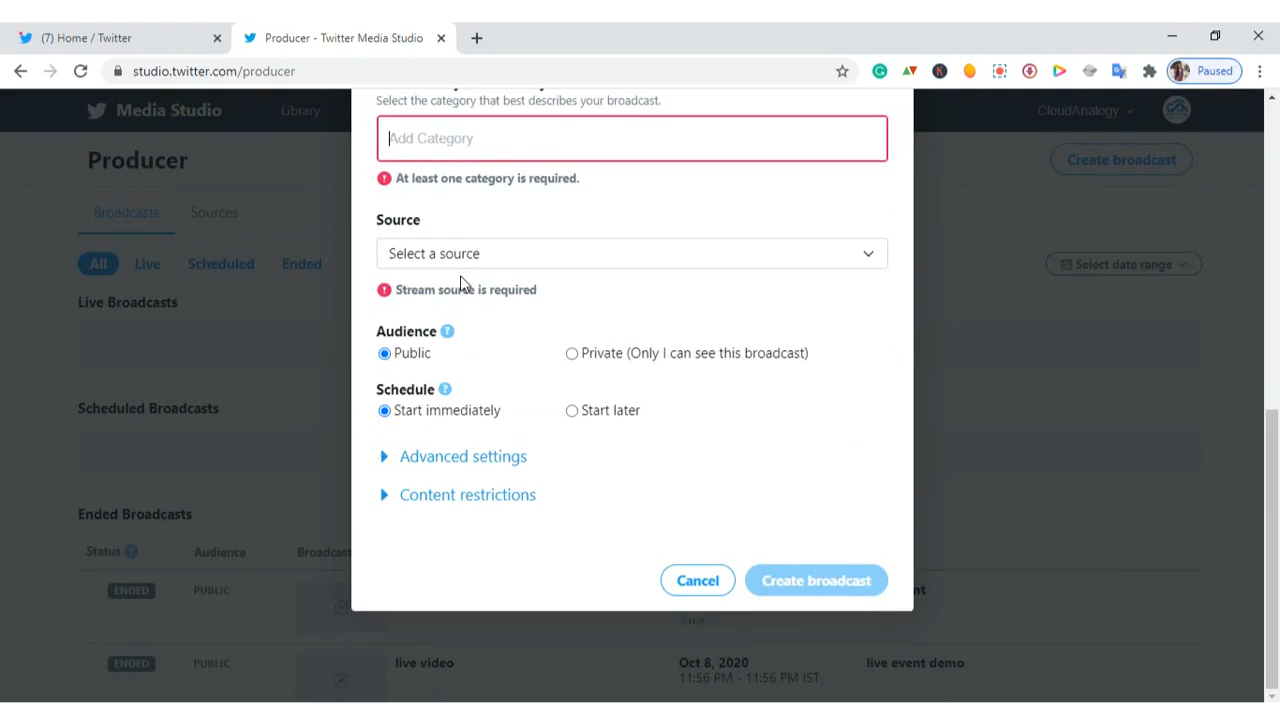 (7) Home / Twitter
Producer - Twitter Media Studio
studio.twitter.com/producer
Paused
Media Studio
Library
CloudAnalogy
Producer
Create broadcast
Broadcasts
Sources
All
Live
Scheduled
Ended
Select date range
Live Broadcasts
Scheduled Broadcasts
Ended Broadcasts
Status ?
Audience
Broadcast
ENDED
PUBLIC
ENDED
PUBLIC
live video
Oct 8, 2020
11:56 PM - 11:56 PM IST
live event demo
Select the category that best describes your broadcast.
Add Category
! At least one category is required.
Source
Select a source
! Stream source is required
Audience ?
Public
Private (Only I can see this broadcast)
Schedule ?
Start immediately
Start later
Advanced settings
Content restrictions
Cancel
Create broadcast